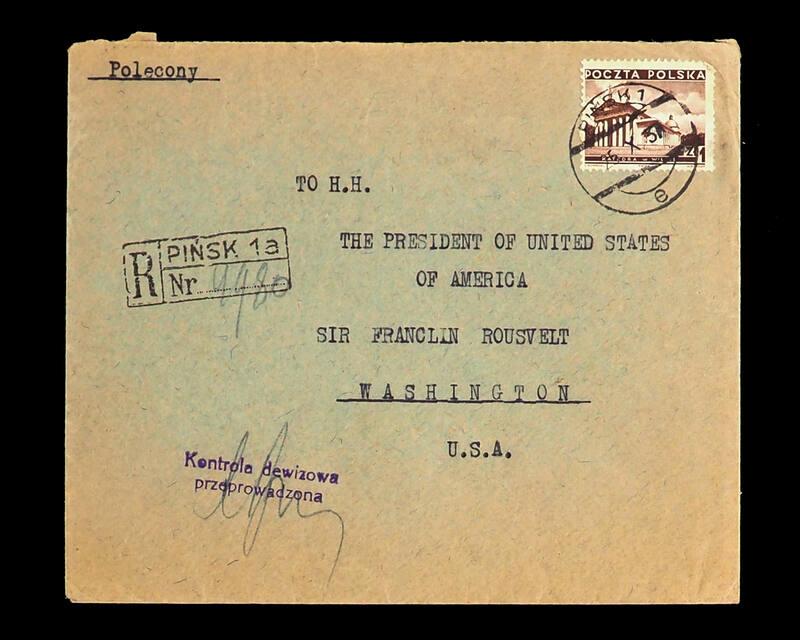 Polecony
POCZTA POLSKA
PIŃSK 1
e
TO H.H.
THE PRESIDENT OF UNITED STATES
OF AMERICA
R
PIŃSK 1a
Nr
SIR FRANCLIN ROUSVELT
WASHINGTON
U.S.A.
Kontrola dewizowa
przeprowadzona